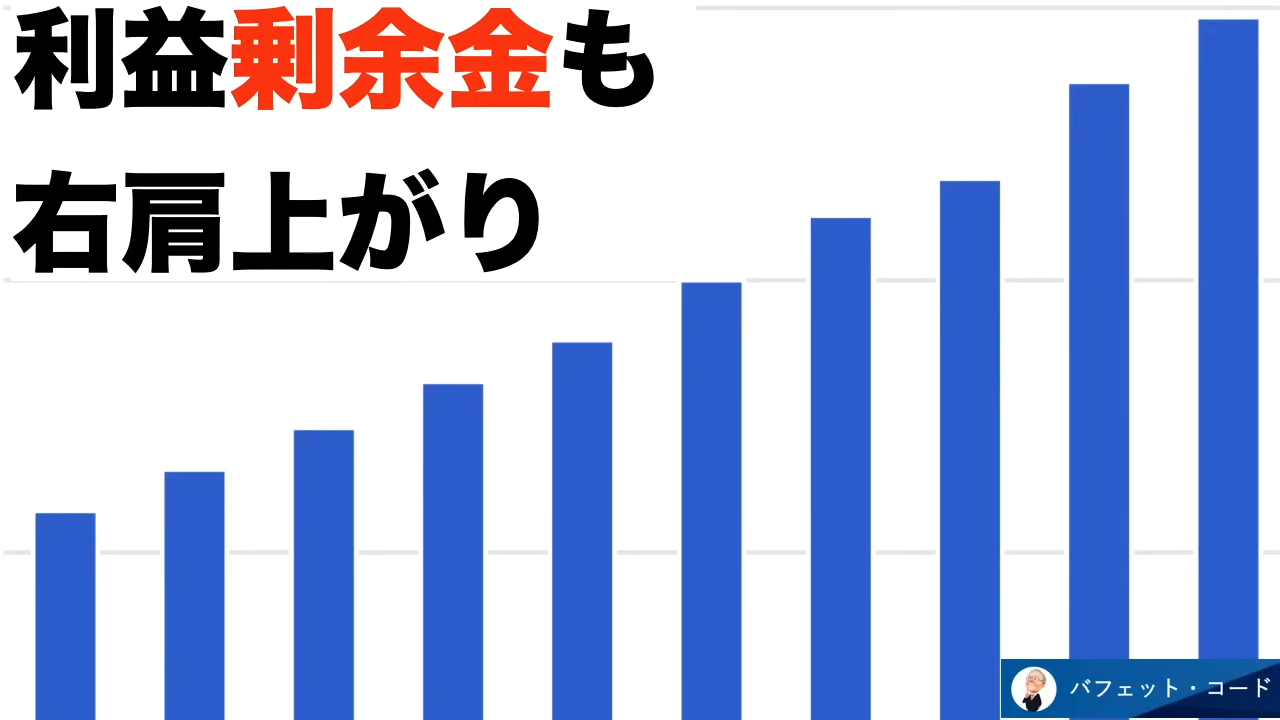 利益剰余金も
右肩上がり
バフェット・コード